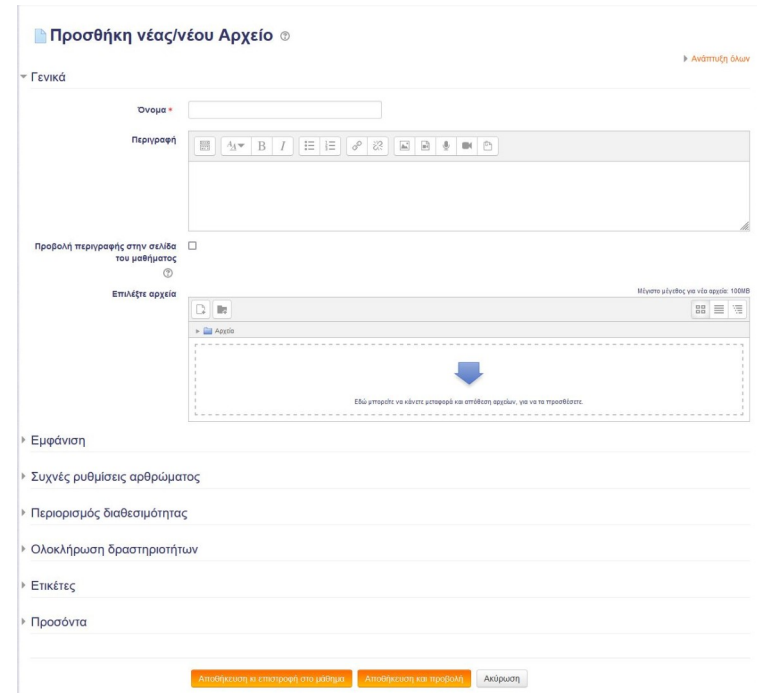 Προσθήκη νέας/νέου Αρχείο
Ανάπτυξη όλων
Γενικά
Όνομα *
Περιγραφή
Προβολή περιγραφής στην σελίδα
του μαθήματος
Επιλέξτε αρχεία
Μέγιστο μέγεθος για νέα αρχεία: 100MB
Αρχεία
Εδώ μπορείτε να κάνετε μεταφορά και απόθεση αρχείων, για να τα προσθέσετε.
Εμφάνιση
Συχνές ρυθμίσεις αρθρώματος
Περιορισμός διαθεσιμότητας
Ολοκλήρωση δραστηριοτήτων
Ετικέτες
Προσόντα
Αποθήκευση κι επιστροφή στο μάθημα Αποθήκευση και προβολή Ακύρωση